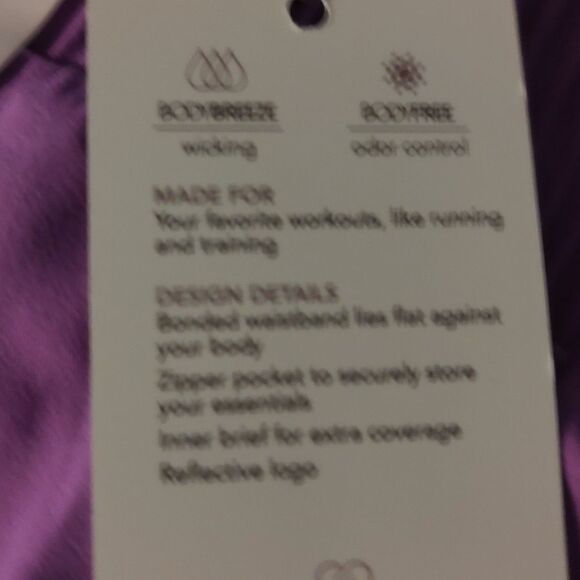 BODYBREEZE
BODYFREE
wicking
odor control
MADE FOR
Your favorite workouts, like running
and training
DESIGN DETAILS
Bonded waistband lies flat against
your body
Zipper pocket to securely store
your essentials
Inner brief for extra coverage
Reflective logo